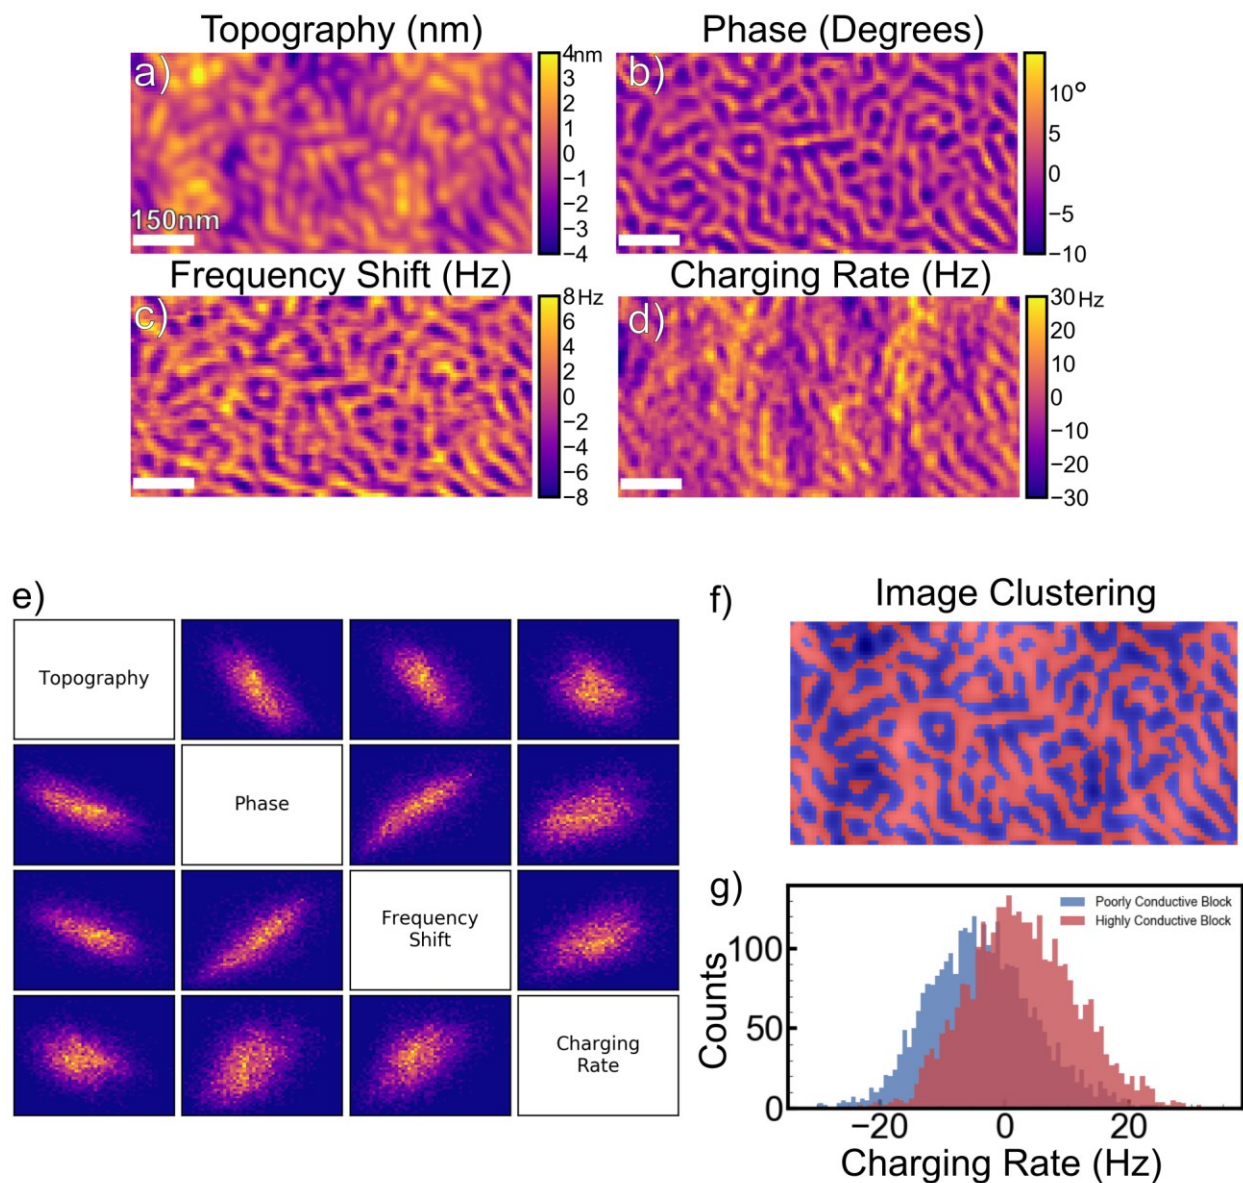 Topography (nm)
Phase (Degrees)
a)
150nm
4nm
3
2
1
0
−1
−2
−3
−4
b)
10°
5
0
−5
−10
Frequency Shift (Hz)
Charging Rate (Hz)
c)
8Hz
6
4
2
0
−2
−4
−6
−8
d)
30Hz
20
10
0
−10
−20
−30
e)
Topography
Phase
Frequency
Shift
Charging
Rate
f)
Image Clustering
g)
Poorly Conductive Block
Highly Conductive Block
Counts
100
50
0
−20
0
20
Charging Rate (Hz)